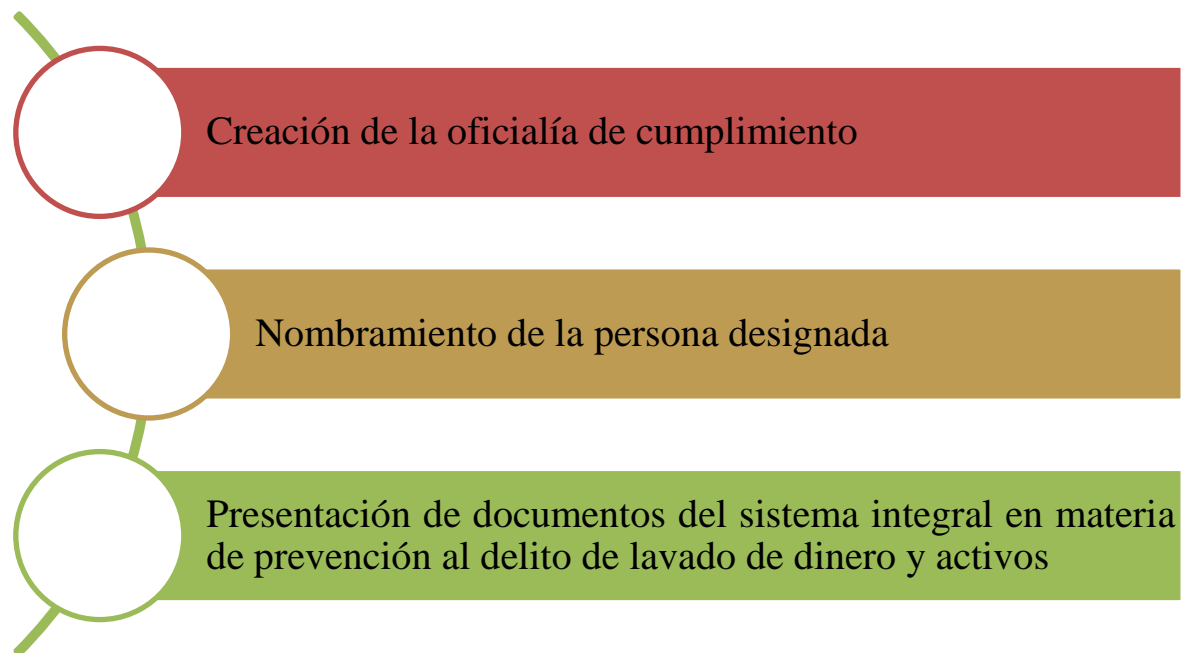 Creación de la oficialía de cumplimiento
Nombramiento de la persona designada
Presentación de documentos del sistema integral en materia
de prevención al delito de lavado de dinero y activos